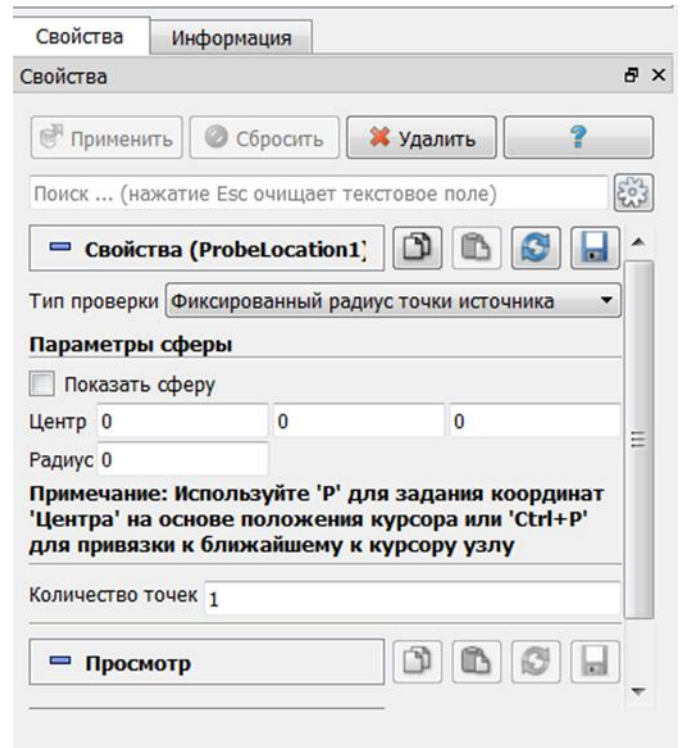 Свойства Информация
Свойства
Применить Сбросить Удалить ?
Поиск ... (нажатие Esc очищает текстовое поле)
Свойства (ProbeLocation1)
Тип проверки Фиксированный радиус точки источника
Параметры сферы
Показать сферу
Центр 0 0 0
Радиус 0
Примечание: Используйте 'P' для задания координат
'Центра' на основе положения курсора или 'Ctrl+P'
для привязки к ближайшему к курсору узлу
Количество точек 1
Просмотр